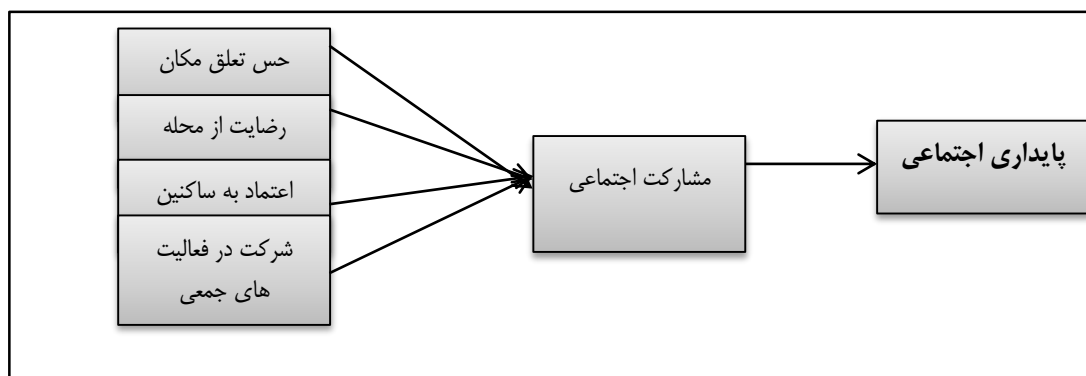 حس تعلق مکان
رضایت از محله
اعتماد به ساکنین
شرکت در فعالیت
های جمعی
مشارکت اجتماعی
پایداری اجتماعی